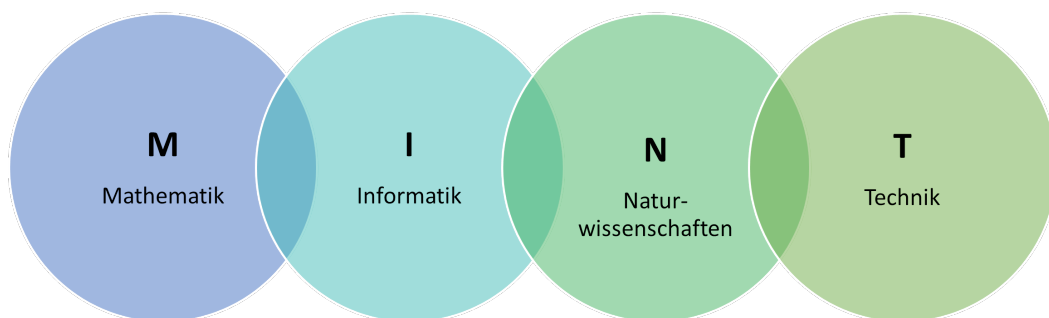 M
Mathematik
I
Informatik
N
Natur-
wissenschaften
T
Technik